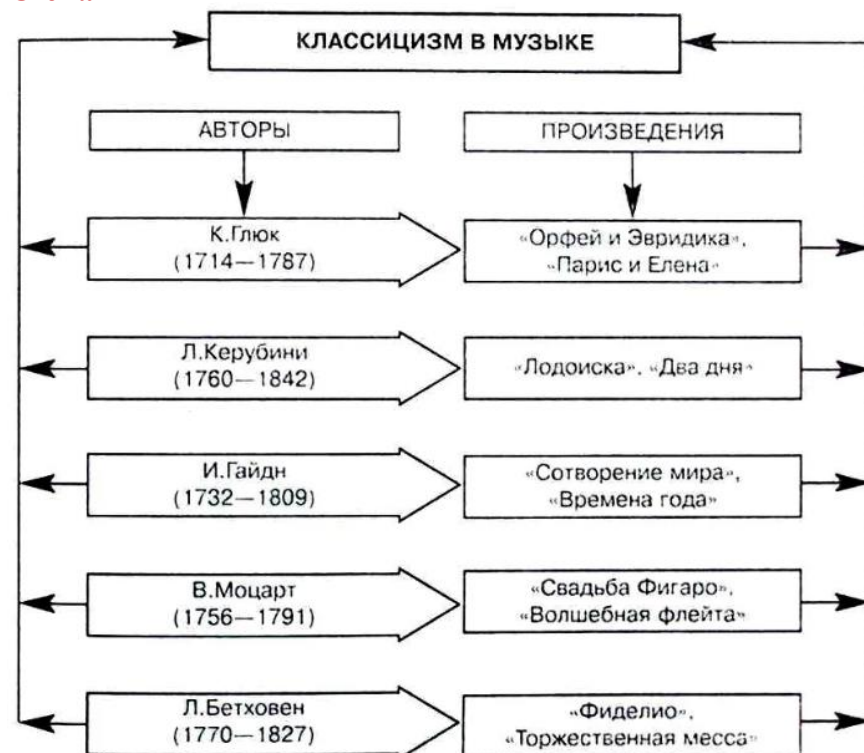 КЛАССИЦИЗМ В МУЗЫКЕ
АВТОРЫ
ПРОИЗВЕДЕНИЯ
К.Глюк
(1714—1787)
«Орфей и Эвридика»,
«Парис и Елена»
Л.Керубини
(1760—1842)
«Лодоиска», «Два дня»
И.Гайдн
(1732—1809)
«Сотворение мира»,
«Времена года»
В.Моцарт
(1756—1791)
«Свадьба Фигаро»,
«Волшебная флейта»
Л.Бетховен
(1770—1827)
«Фиделио»,
«Торжественная месса»